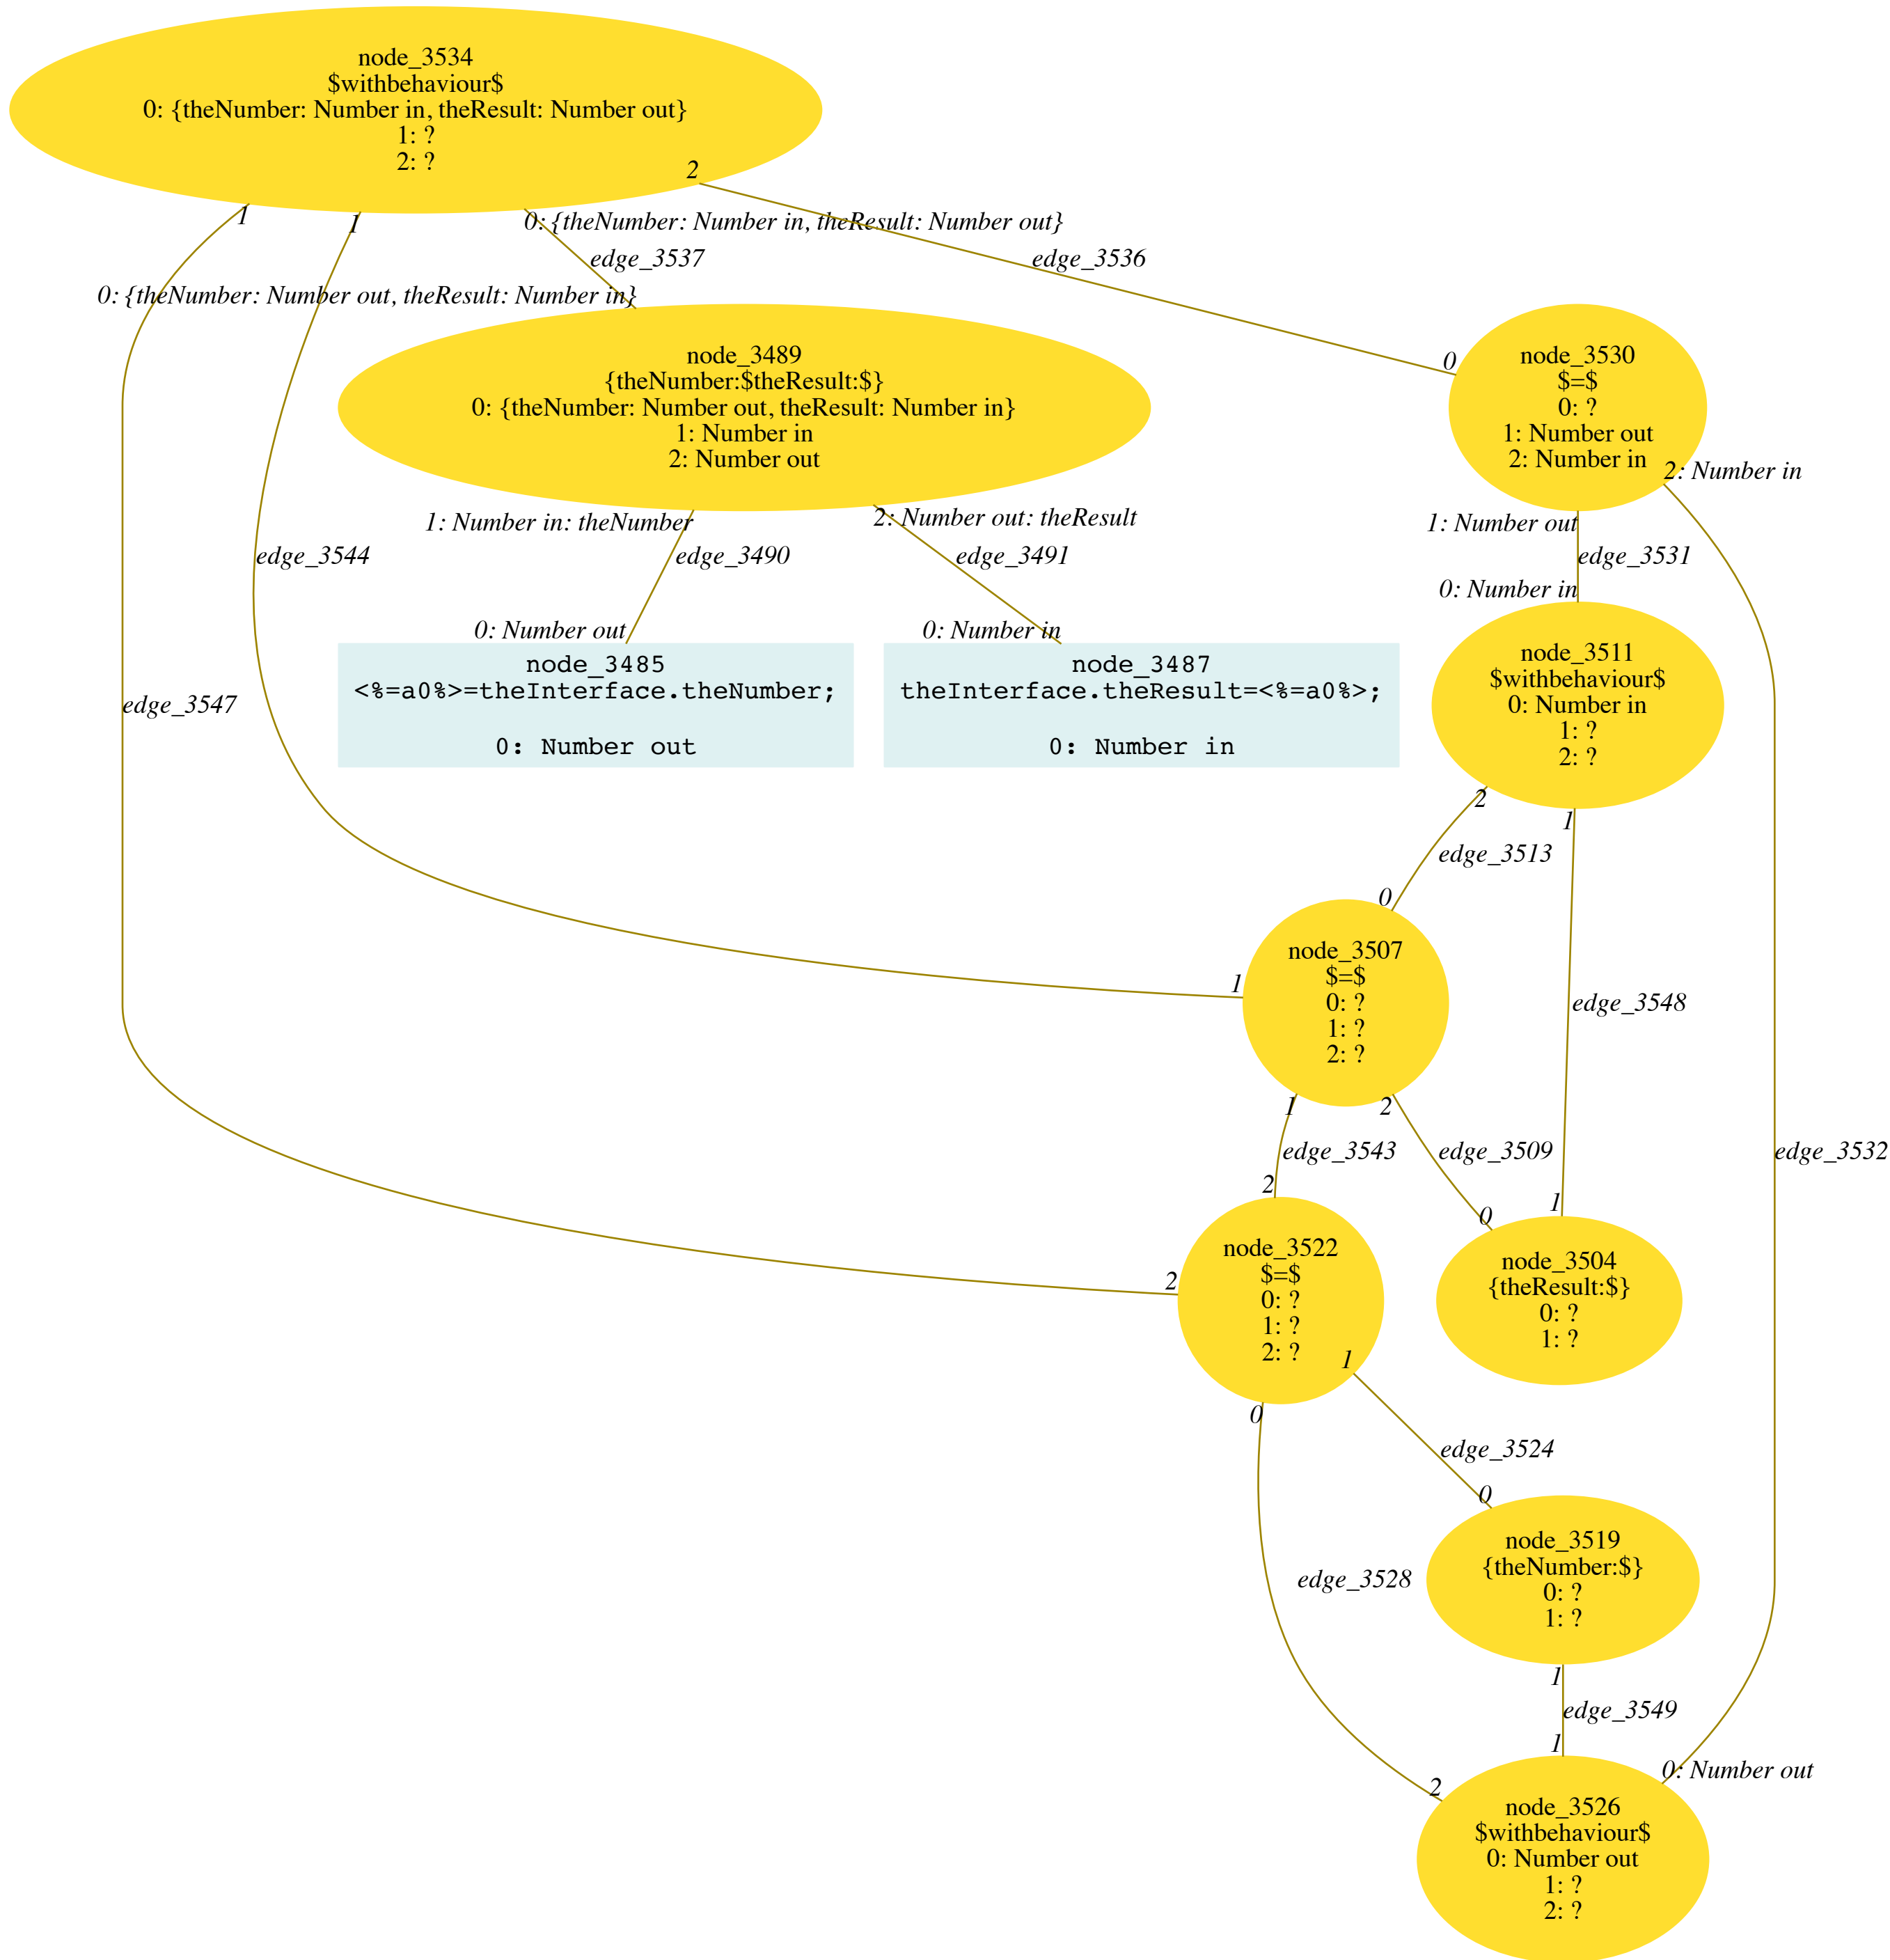 node_3534
$withbehaviour$
0: {theNumber: Number in, theResult: Number out}
1: ?
2: ?
2
1
1
0: {theNumber: Number in, theResult: Number out}
edge_3537
edge_3536
0: {theNumber: Number out, theResult: Number in}
node_3489
{theNumber:$theResult:$}
0: {theNumber: Number out, theResult: Number in}
1: Number in
2: Number out
0
node_3530
$=$
0: ?
1: Number out
2: Number in
2: Number in
1: Number in: theNumber
2: Number out: theResult
1: Number out
edge_3544
edge_3490
edge_3491
edge_3531
0: Number in
0: Number out
0: Number in
node_3485
<%=a0%>=theInterface.theNumber;
0: Number out
node_3487
theInterface.theResult=<%=a0%>;
0: Number in
node_3511
$withbehaviour$
0: Number in
1: ?
2: ?
edge_3547
2
1
edge_3513
0
node_3507
$=$
0: ?
1: ?
2: ?
1
edge_3548
1
2
edge_3543
edge_3509
edge_3532
2
0
1
node_3522
$=$
0: ?
1: ?
2: ?
2
node_3504
{theResult:$}
0: ?
1: ?
1
0
edge_3524
0
node_3519
{theNumber:$}
0: ?
1: ?
edge_3528
1
edge_3549
1
0: Number out
2
node_3526
$withbehaviour$
0: Number out
1: ?
2: ?